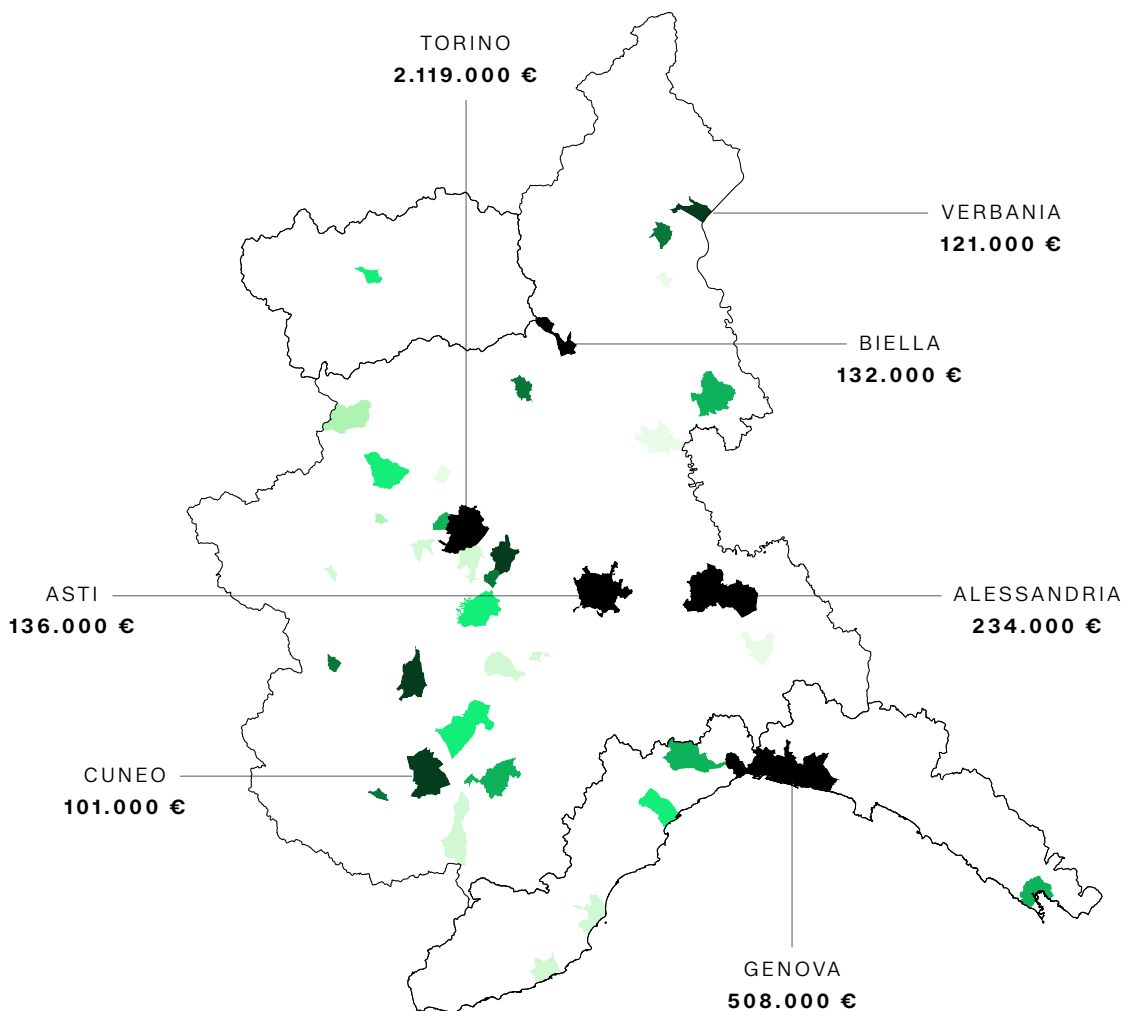 TORINO
2.119.000 €
VERBANIA
121.000 €
BIELLA
132.000 €
ASTI
136.000 €
ALESSANDRIA
234.000 €
CUNEO
101.000 €
GENOVA
508.000 €